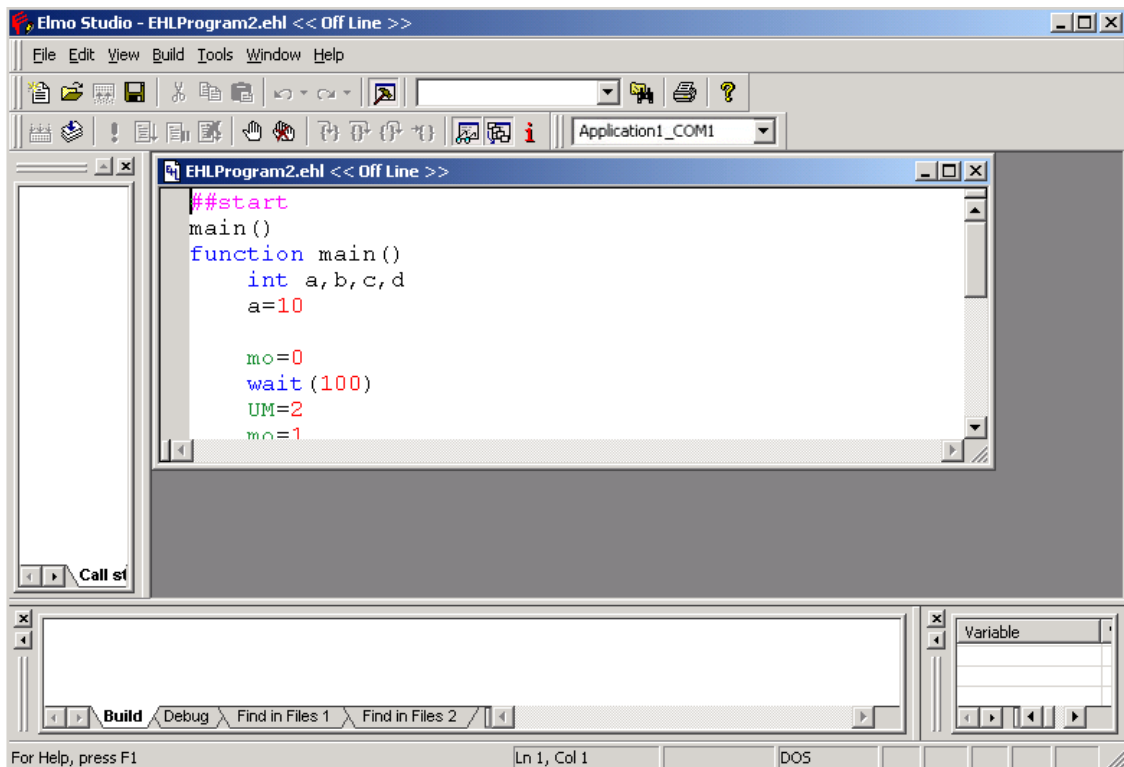 Elmo Studio - EHLProgram2.ehl << Off Line >>
File Edit View Build Tools Window Help
Application1_COM1
EHLProgram2.ehl << Off Line >>
##start
main()
function main()
int a,b,c,d
a=10
mo=0
wait(100)
UM=2
mo=1
Call st
Variable
Build Debug Find in Files 1 Find in Files 2
For Help, press F1 Ln 1, Col 1 DOS